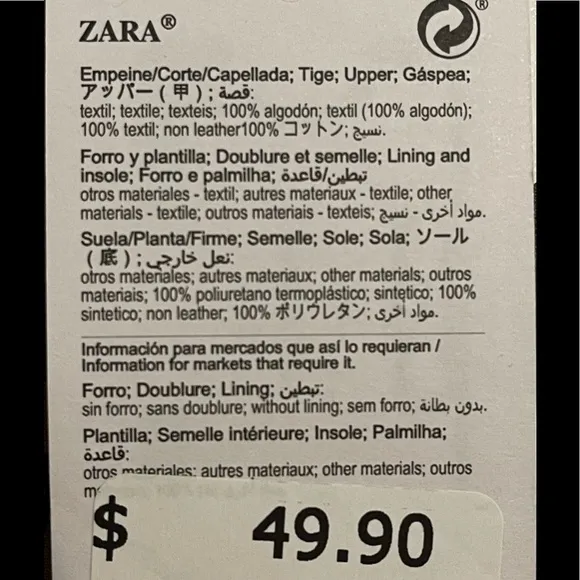 ZARA®
®
Empeine/Corte/Capellada; Tige; Upper; Gáspea;
アッパー ( 甲 ) ; قصة:
textil; textile; texteis; 100% algodón; textil (100% algodón);
100% textil; non leather100% コットン; نسيج.
Forro y plantilla; Doublure et semelle; Lining and
insole; Forro e palmilha; تبطين/قاعدة
otros materiales - textil; autres materiaux - textile; other
materials - textile; outros materiais - texteis; مواد أخرى - نسيج.
Suela/Planta/Firme; Semelle; Sole; Sola; ソール
( 底 ) ; نعل خارجي:
otros materiales; autres materiaux; other materials; outros
materiais; 100% poliuretano termoplástico; sintetico; 100%
sintetico; non leather; 100% ポリウレタン; مواد أخرى.
Información para mercados que así lo requieran /
Information for markets that require it.
Forro; Doublure; Lining; تبطين:
sin forro; sans doublure; without lining; sem forro; بدون بطانة.
Plantilla; Semelle intérieure; Insole; Palmilha;
قاعدة:
otros materiales; autres materiaux; other materials; outros
$ 49.90